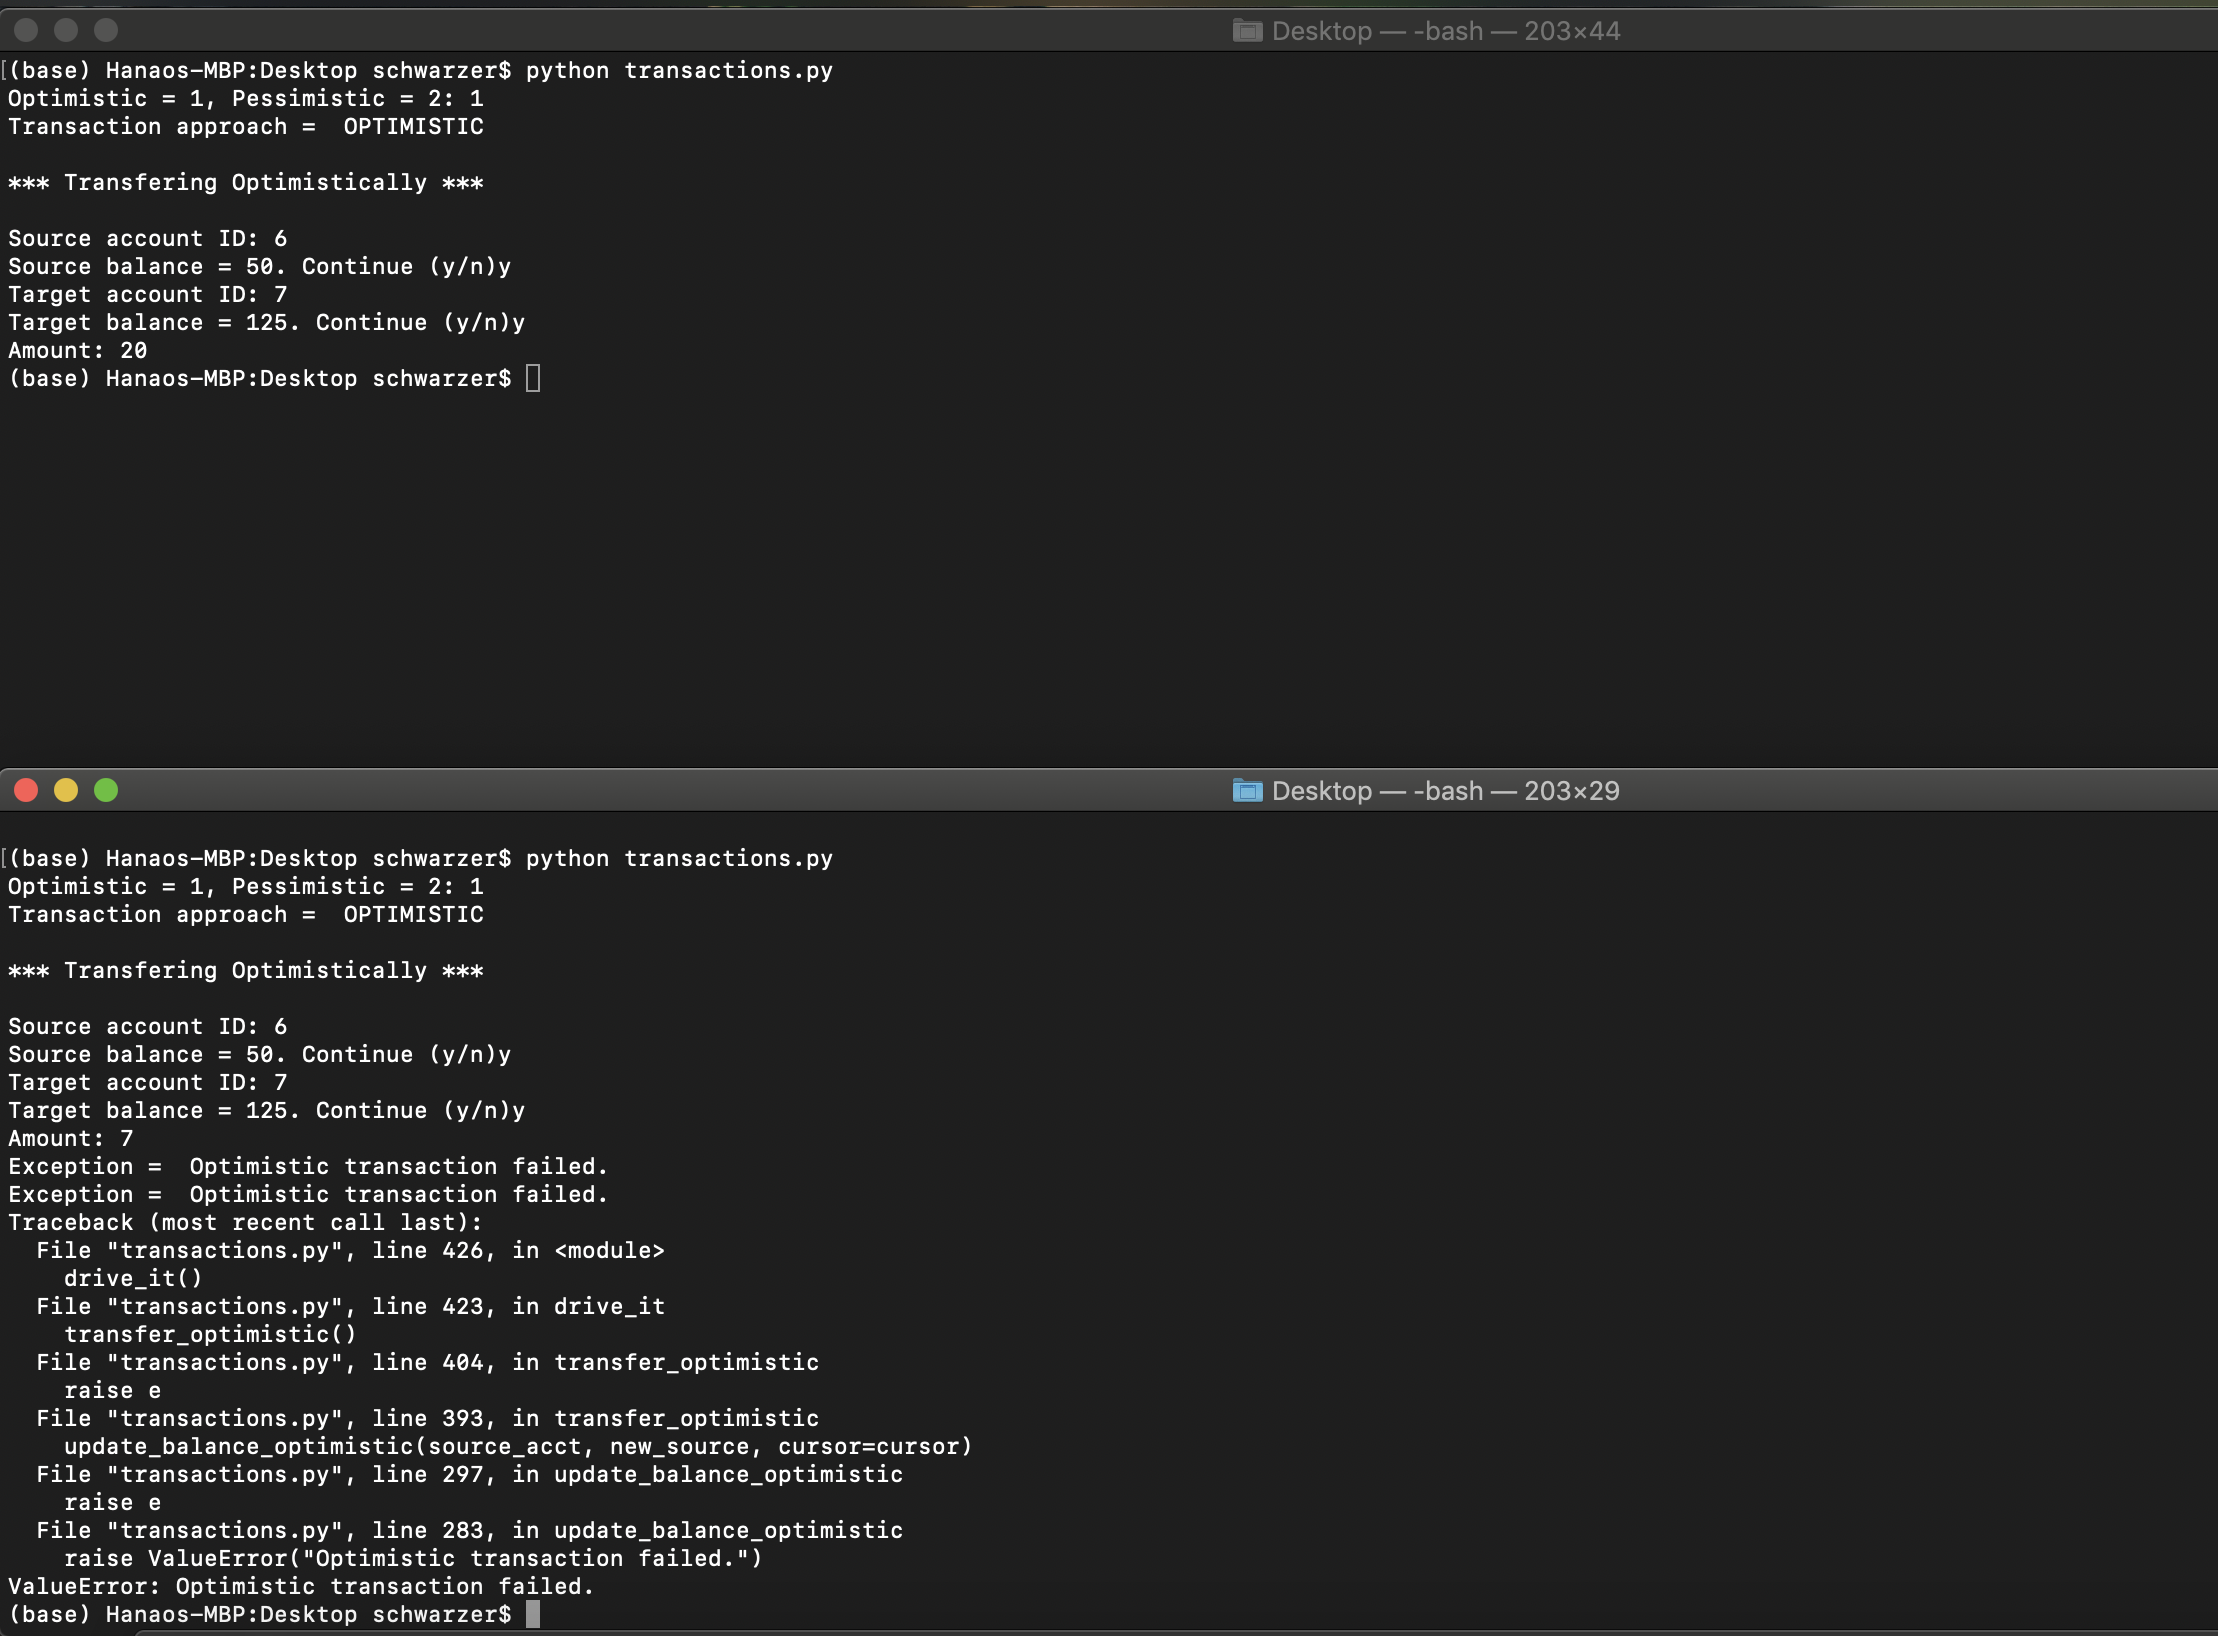 Desktop — -bash — 203×44
(base) Hanaos-MBP:Desktop schwarzer$ python transactions.py
Optimistic = 1, Pessimistic = 2: 1
Transaction approach =  OPTIMISTIC
*** Transfering Optimistically ***
Source account ID: 6
Source balance = 50. Continue (y/n)y
Target account ID: 7
Target balance = 125. Continue (y/n)y
Amount: 20
(base) Hanaos-MBP:Desktop schwarzer$
Desktop — -bash — 203×29
(base) Hanaos-MBP:Desktop schwarzer$ python transactions.py
Optimistic = 1, Pessimistic = 2: 1
Transaction approach =  OPTIMISTIC
*** Transfering Optimistically ***
Source account ID: 6
Source balance = 50. Continue (y/n)y
Target account ID: 7
Target balance = 125. Continue (y/n)y
Amount: 7
Exception =  Optimistic transaction failed.
Exception =  Optimistic transaction failed.
Traceback (most recent call last):
  File "transactions.py", line 426, in <module>
    drive_it()
  File "transactions.py", line 423, in drive_it
    transfer_optimistic()
  File "transactions.py", line 404, in transfer_optimistic
    raise e
  File "transactions.py", line 393, in transfer_optimistic
    update_balance_optimistic(source_acct, new_source, cursor=cursor)
  File "transactions.py", line 297, in update_balance_optimistic
    raise e
  File "transactions.py", line 283, in update_balance_optimistic
    raise ValueError("Optimistic transaction failed.")
ValueError: Optimistic transaction failed.
(base) Hanaos-MBP:Desktop schwarzer$